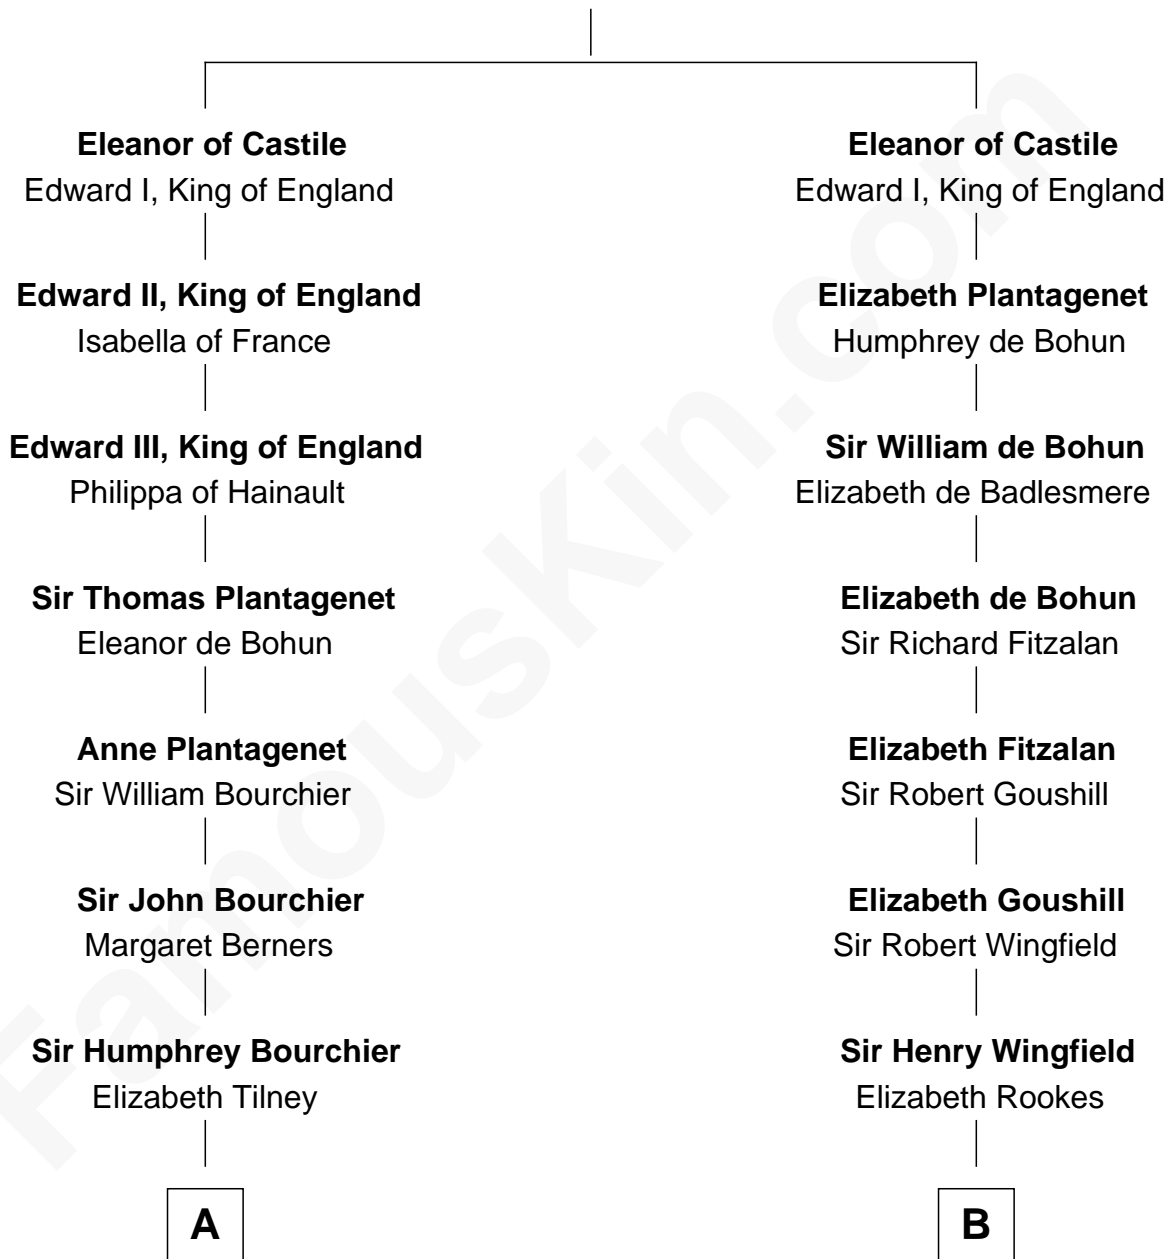 Eleanor of Castile
Edward I, King of England
Edward II, King of England
Isabella of France
Edward III, King of England
Philippa of Hainault
Sir Thomas Plantagenet
Eleanor de Bohun
Anne Plantagenet
Sir William Bourchier
Sir John Bourchier
Margaret Berners
Sir Humphrey Bourchier
Elizabeth Tilney
A
Eleanor of Castile
Edward I, King of England
Elizabeth Plantagenet
Humphrey de Bohun
Sir William de Bohun
Elizabeth de Badlesmere
Elizabeth de Bohun
Sir Richard Fitzalan
Elizabeth Fitzalan
Sir Robert Goushill
Elizabeth Goushill
Sir Robert Wingfield
Sir Henry Wingfield
Elizabeth Rookes
B
FamousKin.com